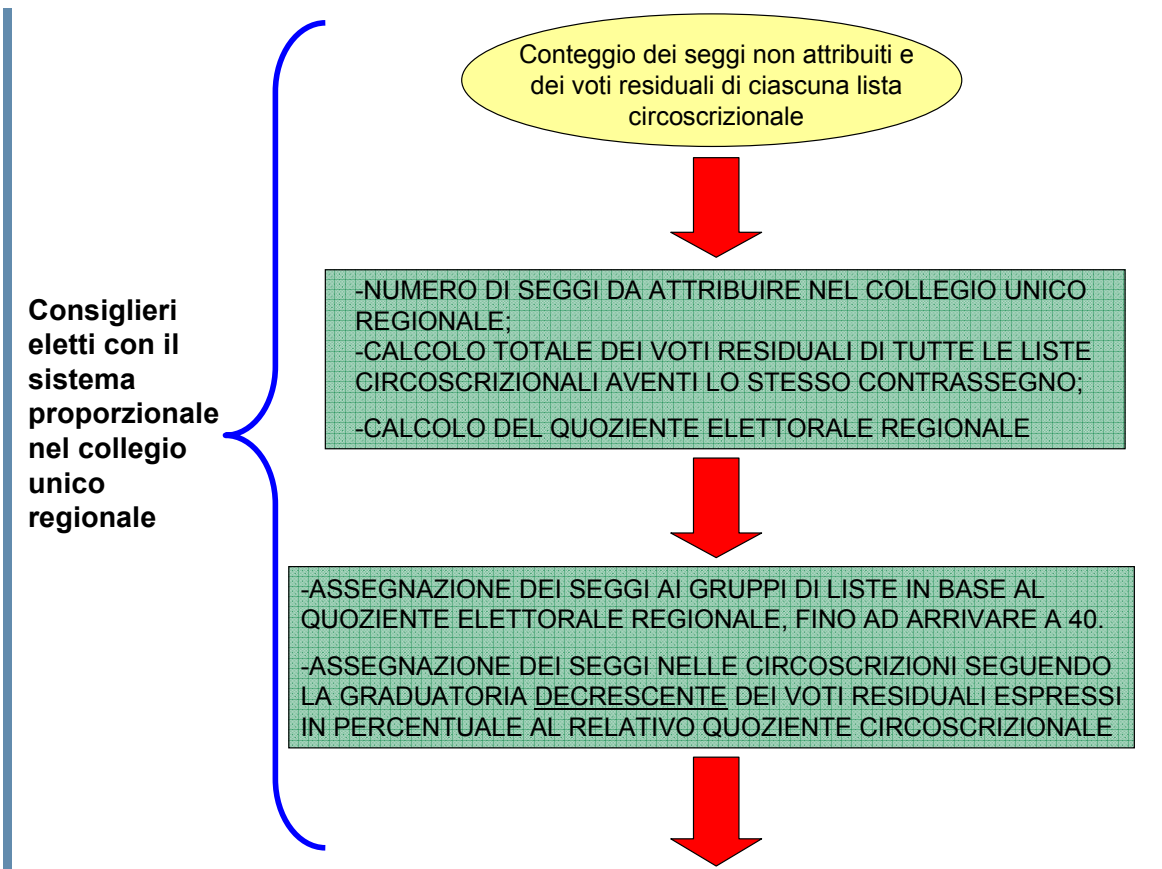 Conteggio dei seggi non attribuiti e
dei voti residuali di ciascuna lista
circoscrizionale
Consiglieri
eletti con il
sistema
proporzionale
nel collegio
unico
regionale
-NUMERO DI SEGGI DA ATTRIBUIRE NEL COLLEGIO UNICO
REGIONALE;
-CALCOLO TOTALE DEI VOTI RESIDUALI DI TUTTE LE LISTE
CIRCOSCRIZIONALI AVENTI LO STESSO CONTRASSEGNO;
-CALCOLO DEL QUOZIENTE ELETTORALE REGIONALE
-ASSEGNAZIONE DEI SEGGI AI GRUPPI DI LISTE IN BASE AL
QUOZIENTE ELETTORALE REGIONALE, FINO AD ARRIVARE A 40.
-ASSEGNAZIONE DEI SEGGI NELLE CIRCOSCRIZIONI SEGUENDO
LA GRADUATORIA DECRESCENTE DEI VOTI RESIDUALI ESPRESSI
IN PERCENTUALE AL RELATIVO QUOZIENTE CIRCOSCRIZIONALE